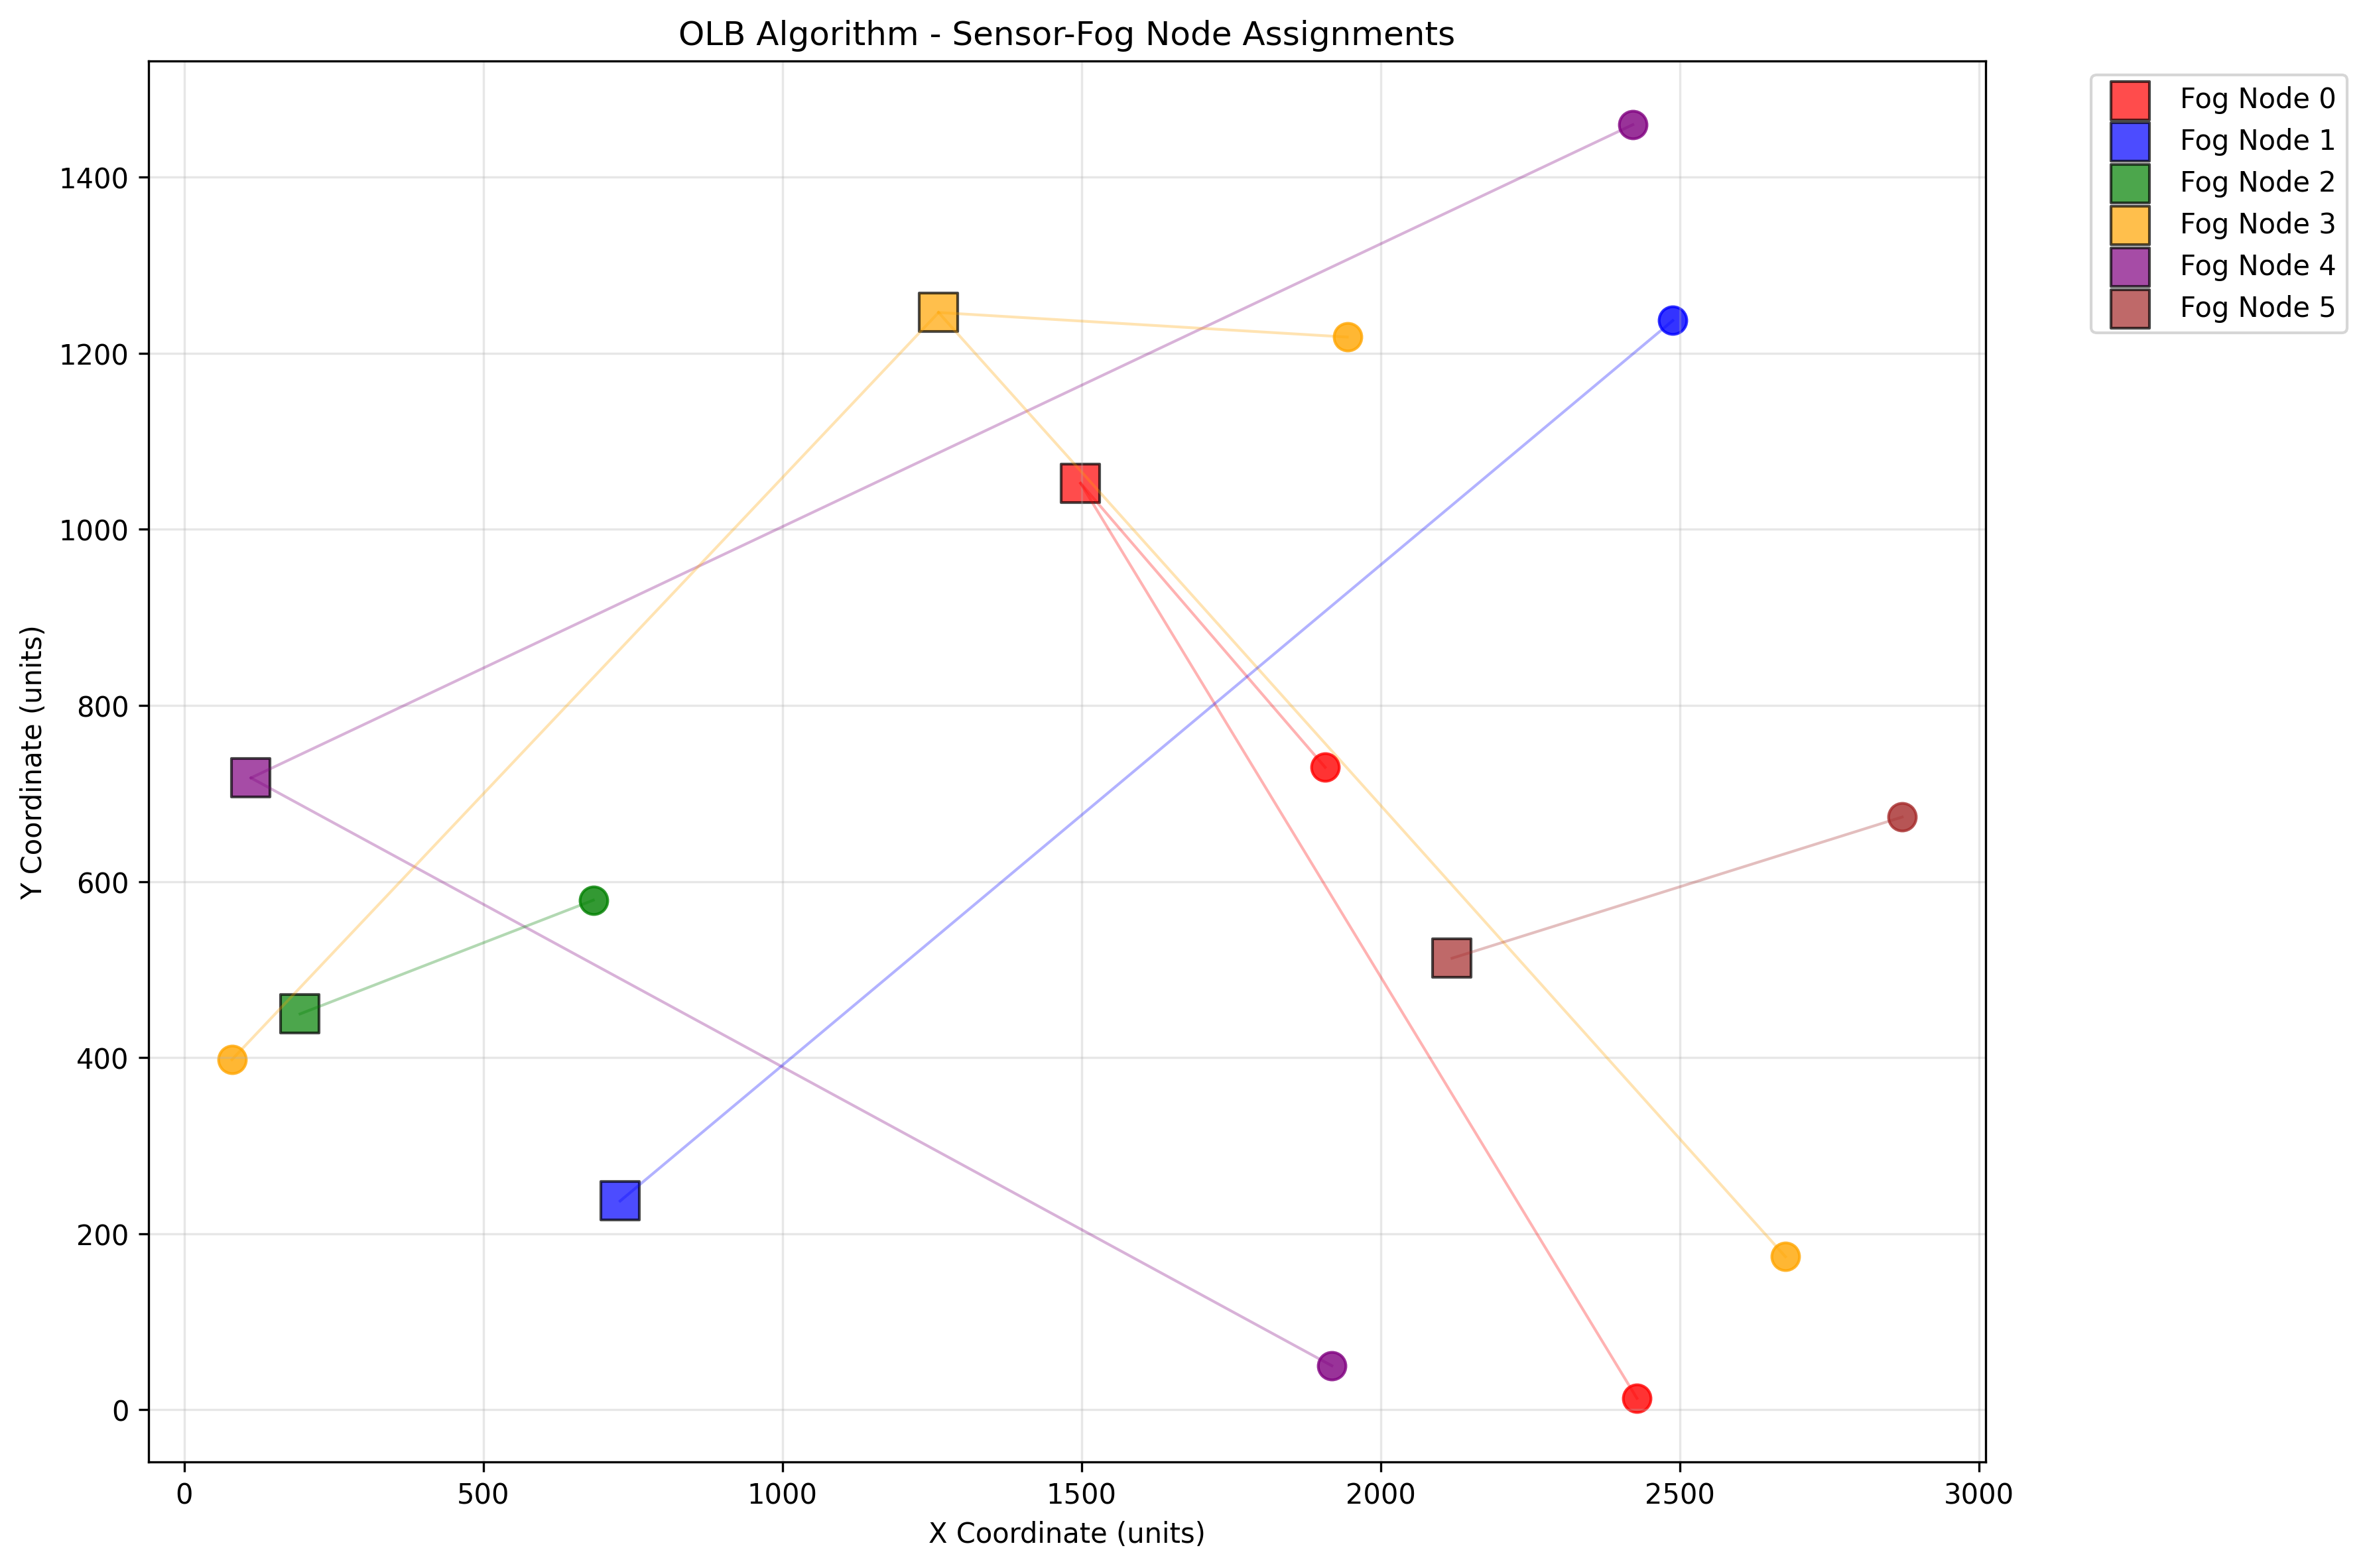 OLB Algorithm - Sensor-Fog Node Assignments
Fog Node 0
Fog Node 1
Fog Node 2
Fog Node 3
Fog Node 4
Fog Node 5
Y Coordinate (units)
1400
1200
1000
800
600
400
200
0
0 500 1000 1500 2000 2500 3000
X Coordinate (units)